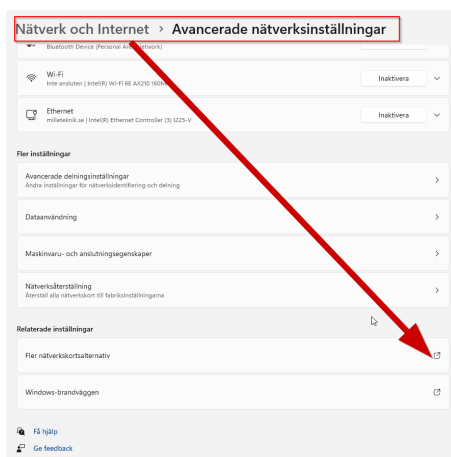 Nätverk och Internet > Avancerade nätverksinställningar
Bluetooth Device (Personal Area Network)
Wi-Fi
Inte ansluten | Intel(R) Wi-Fi 6E AX210 160M
Inaktivera
Ethernet
milleteknik.se | Intel(R) Ethernet Controller (3) I225-V
Inaktivera
Fler inställningar
Avancerade delningsinställningar
Ändra inställningar för nätverksidentifiering och delning
Dataanvändning
Maskinvaru- och anslutningsegenskaper
Nätverksåterställning
Återställ alla nätverkskort till fabriksinställningarna
Relaterade inställningar
Fler nätverkskortsalternativ
Windows-brandväggen
Få hjälp
Ge feedback